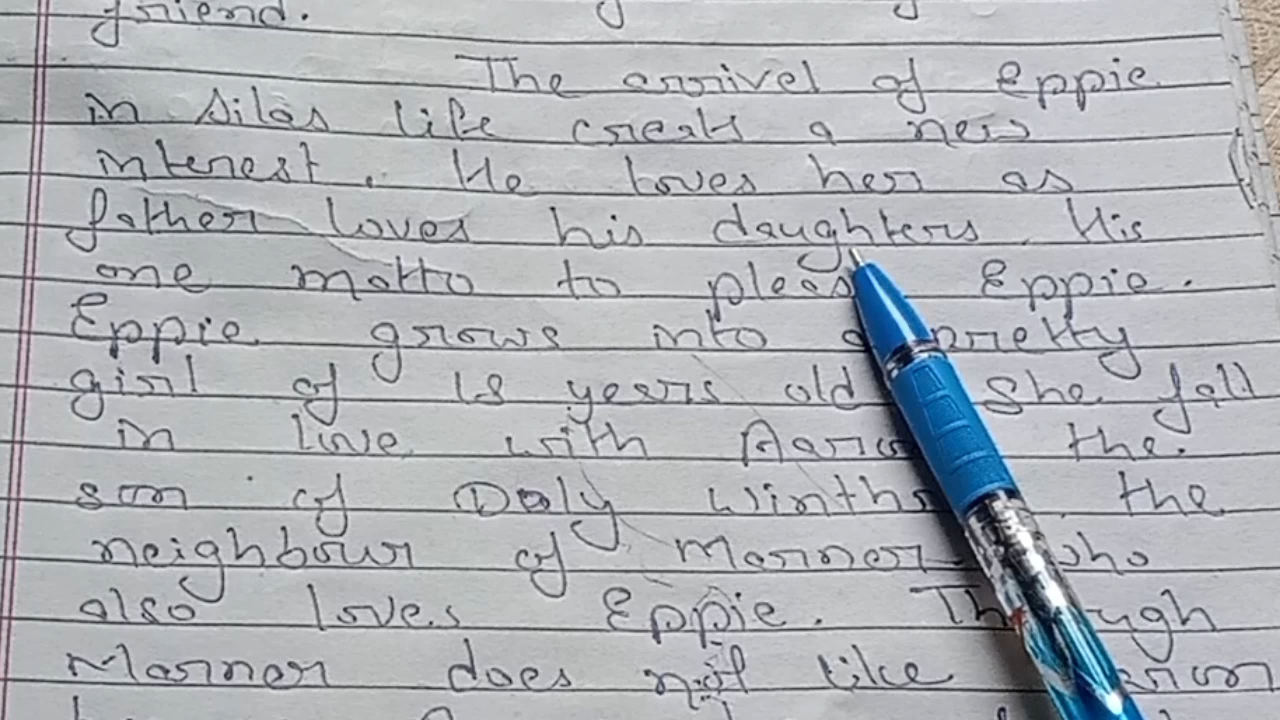 friend.
The arrival of Eppie
in Silas life creats a new
interest. He loves her as
father loves his daughters. His
one motto to pleas Eppie.
Eppie grows into a pretty
girl of 18 years old She fall
in love with the
son of Doly the
neighbour of Marner who
also loves Eppie. Though
Marner does not like